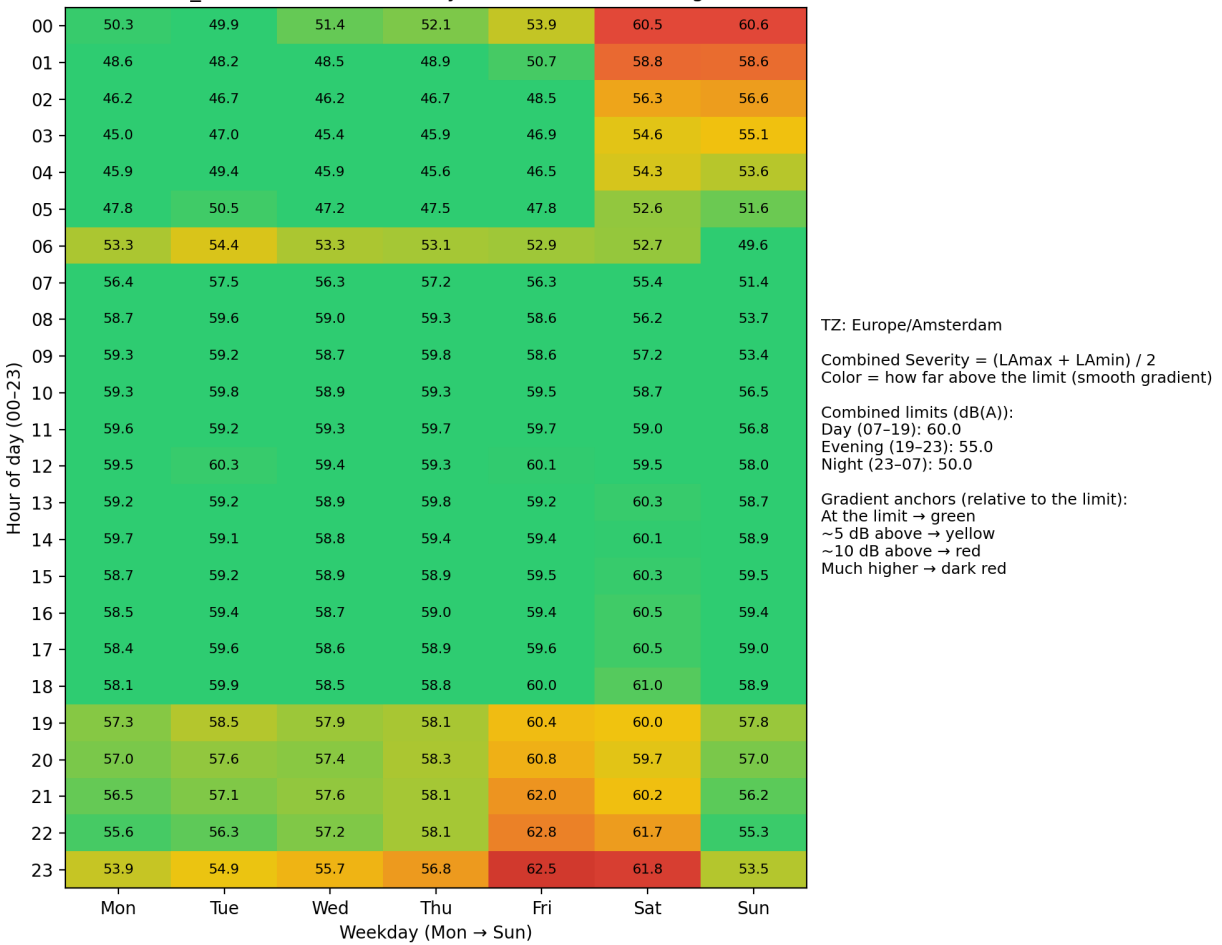 00 50.3 49.9 51.4 52.1 53.9 60.5 60.6
01 48.6 48.2 48.5 48.9 50.7 58.8 58.6
02 46.2 46.7 46.2 46.7 48.5 56.3 56.6
03 45.0 47.0 45.4 45.9 46.9 54.6 55.1
04 45.9 49.4 45.9 45.6 46.5 54.3 53.6
05 47.8 50.5 47.2 47.5 47.8 52.6 51.6
06 53.3 54.4 53.3 53.1 52.9 52.7 49.6
07 56.4 57.5 56.3 57.2 56.3 55.4 51.4
08 58.7 59.6 59.0 59.3 58.6 56.2 53.7
09 59.3 59.2 58.7 59.8 58.6 57.2 53.4
10 59.3 59.8 58.9 59.3 59.5 58.7 56.5
11 59.6 59.2 59.3 59.7 59.7 59.0 56.8
12 59.5 60.3 59.4 59.3 60.1 59.5 58.0
13 59.2 59.2 58.9 59.8 59.2 60.3 58.7
14 59.7 59.1 58.8 59.4 59.4 60.1 58.9
15 58.7 59.2 58.9 58.9 59.5 60.3 59.5
16 58.5 59.4 58.7 59.0 59.4 60.5 59.4
17 58.4 59.6 58.6 58.9 59.6 60.5 59.0
18 58.1 59.9 58.5 58.8 60.0 61.0 58.9
19 57.3 58.5 57.9 58.1 60.4 60.0 57.8
20 57.0 57.6 57.4 58.3 60.8 59.7 57.0
21 56.5 57.1 57.6 58.1 62.0 60.2 56.2
22 55.6 56.3 57.2 58.1 62.8 61.7 55.3
23 53.9 54.9 55.7 56.8 62.5 61.8 53.5
Mon Tue Wed Thu Fri Sat Sun
Weekday (Mon → Sun)
Hour of day (00–23)
TZ: Europe/Amsterdam
Combined Severity = (LAmax + LAmin) / 2
Color = how far above the limit (smooth gradient)
Combined limits (dB(A)):
Day (07–19): 60.0
Evening (19–23): 55.0
Night (23–07): 50.0
Gradient anchors (relative to the limit):
At the limit → green
~5 dB above → yellow
~10 dB above → red
Much higher → dark red